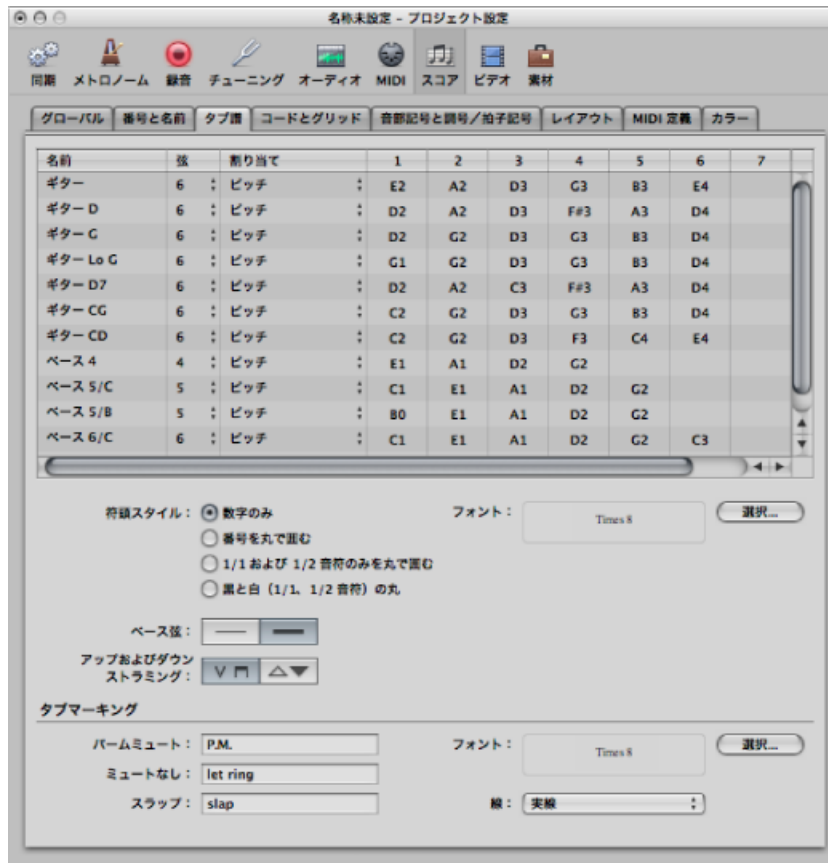 名称未設定 - プロジェクト設定
同期 メトロノーム 録音 チューニング オーディオ MIDI スコア ビデオ 素材
グローバル 番号と名前 タブ譜 コードとグリッド 音部記号と調号／拍子記号 レイアウト MIDI 定義 カラー
名前 弦 割り当て 1 2 3 4 5 6 7
ギター 6 ピッチ E2 A2 D3 G3 B3 E4
ギター D 6 ピッチ D2 A2 D3 F#3 A3 D4
ギター G 6 ピッチ D2 G2 D3 G3 B3 D4
ギター Lo G 6 ピッチ G1 G2 D3 G3 B3 D4
ギター D7 6 ピッチ D2 A2 C3 F#3 A3 D4
ギター CG 6 ピッチ C2 G2 D3 G3 B3 D4
ギター CD 6 ピッチ C2 G2 D3 F3 C4 E4
ベース 4 4 ピッチ E1 A1 D2 G2
ベース 5/C 5 ピッチ C1 E1 A1 D2 G2
ベース 5/B 5 ピッチ B0 E1 A1 D2 G2
ベース 6/C 6 ピッチ C1 E1 A1 D2 G2 C3
符頭スタイル： 数字のみ フォント： Times 8 選択...
番号を丸で囲む
1/1 および 1/2 音符のみを丸で囲む
黒と白（1/1、1/2 音符）の丸
ベース弦：
アップおよびダウン
ストラミング：
タブマーキング
パームミュート： P.M. フォント： Times 8 選択...
ミュートなし： let ring
スラップ： slap 線： 実線